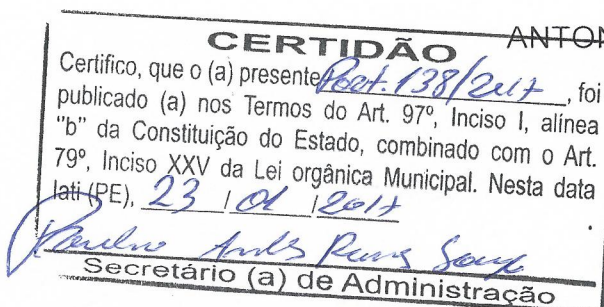 ANTON
CERTIDÃO
Certifico, que o (a) presente Port. 138/2017, foi
publicado (a) nos Termos do Art. 97º, Inciso I, alínea
"b" da Constituição do Estado, combinado com o Art.
79º, Inciso XXV da Lei orgânica Municipal. Nesta data
Iati (PE), 23 / 01 / 2017.
Secretário (a) de Administração